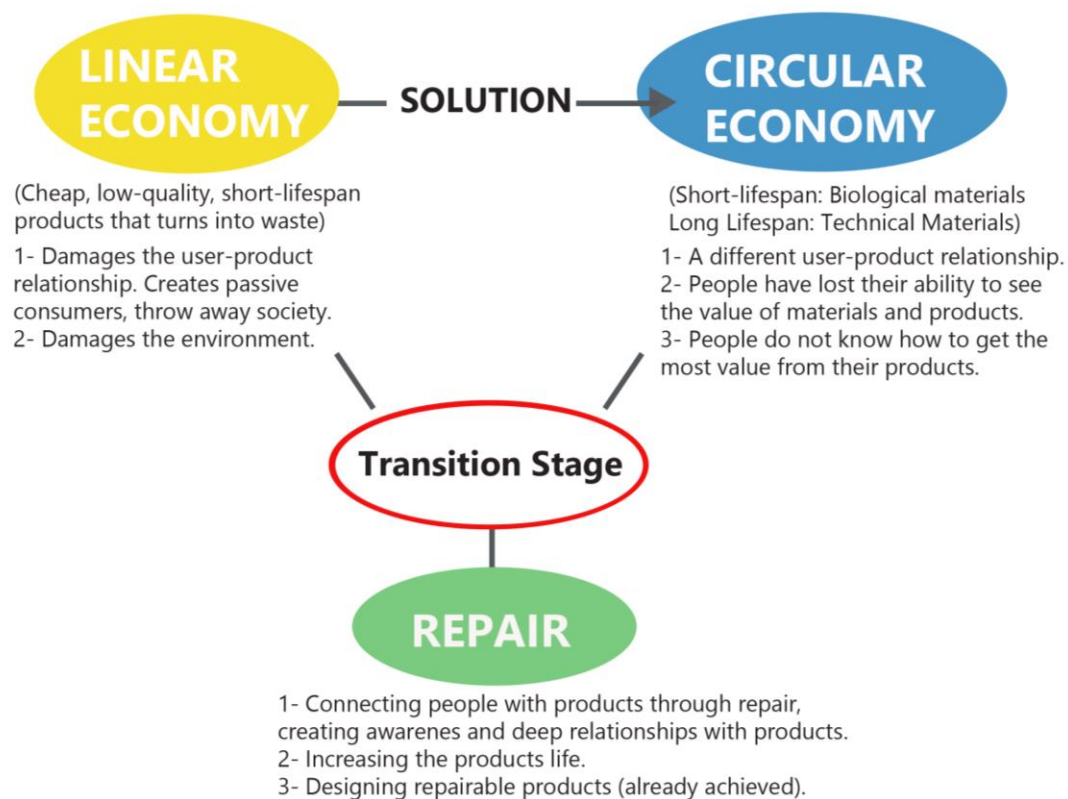 LINEAR
ECONOMY
SOLUTION
CIRCULAR
ECONOMY
(Cheap, low-quality, short-lifespan
products that turns into waste)
1- Damages the user-product
relationship. Creates passive
consumers, throw away society.
2- Damages the environment.
(Short-lifespan: Biological materials
Long Lifespan: Technical Materials)
1- A different user-product relationship.
2- People have lost their ability to see
the value of materials and products.
3- People do not know how to get the
most value from their products.
Transition Stage
REPAIR
1- Connecting people with products through repair,
creating awarenes and deep relationships with products.
2- Increasing the products life.
3- Designing repairable products (already achieved).